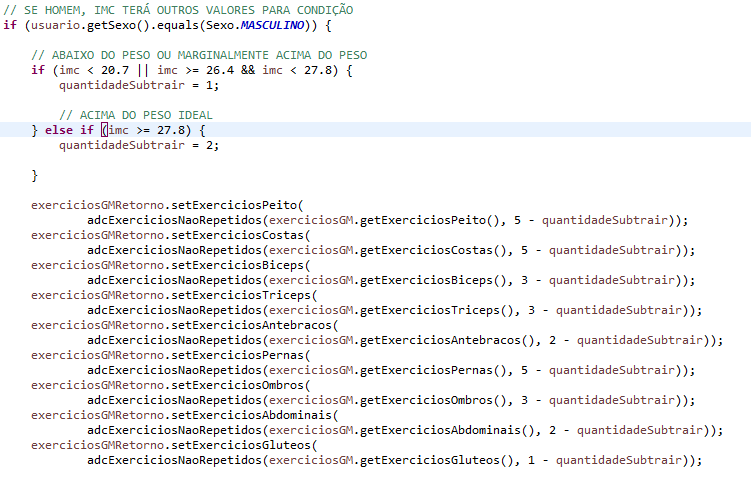 // SE HOMEM, IMC TERÁ OUTROS VALORES PARA CONDIÇÃO
if (usuario.getSexo().equals(Sexo.MASCULINO)) {
// ABAIXO DO PESO OU MARGINALMENTE ACIMA DO PESO
if (imc < 20.7 || imc >= 26.4 && imc < 27.8) {
quantidadeSubtrair = 1;
// ACIMA DO PESO IDEAL
} else if (imc >= 27.8) {
quantidadeSubtrair = 2;
}
exerciciosGMRetorno.setExerciciosPeito(
adcExerciciosNaoRepetidos(exerciciosGM.getExerciciosPeito(), 5 - quantidadeSubtrair));
exerciciosGMRetorno.setExerciciosCostas(
adcExerciciosNaoRepetidos(exerciciosGM.getExerciciosCostas(), 5 - quantidadeSubtrair));
exerciciosGMRetorno.setExerciciosBiceps(
adcExerciciosNaoRepetidos(exerciciosGM.getExerciciosBiceps(), 3 - quantidadeSubtrair));
exerciciosGMRetorno.setExerciciosTriceps(
adcExerciciosNaoRepetidos(exerciciosGM.getExerciciosTriceps(), 3 - quantidadeSubtrair));
exerciciosGMRetorno.setExerciciosAntebracos(
adcExerciciosNaoRepetidos(exerciciosGM.getExerciciosAntebracos(), 2 - quantidadeSubtrair));
exerciciosGMRetorno.setExerciciosPernas(
adcExerciciosNaoRepetidos(exerciciosGM.getExerciciosPernas(), 5 - quantidadeSubtrair));
exerciciosGMRetorno.setExerciciosOmbros(
adcExerciciosNaoRepetidos(exerciciosGM.getExerciciosOmbros(), 3 - quantidadeSubtrair));
exerciciosGMRetorno.setExerciciosAbdominais(
adcExerciciosNaoRepetidos(exerciciosGM.getExerciciosAbdominais(), 2 - quantidadeSubtrair));
exerciciosGMRetorno.setExerciciosGluteos(
adcExerciciosNaoRepetidos(exerciciosGM.getExerciciosGluteos(), 1 - quantidadeSubtrair));